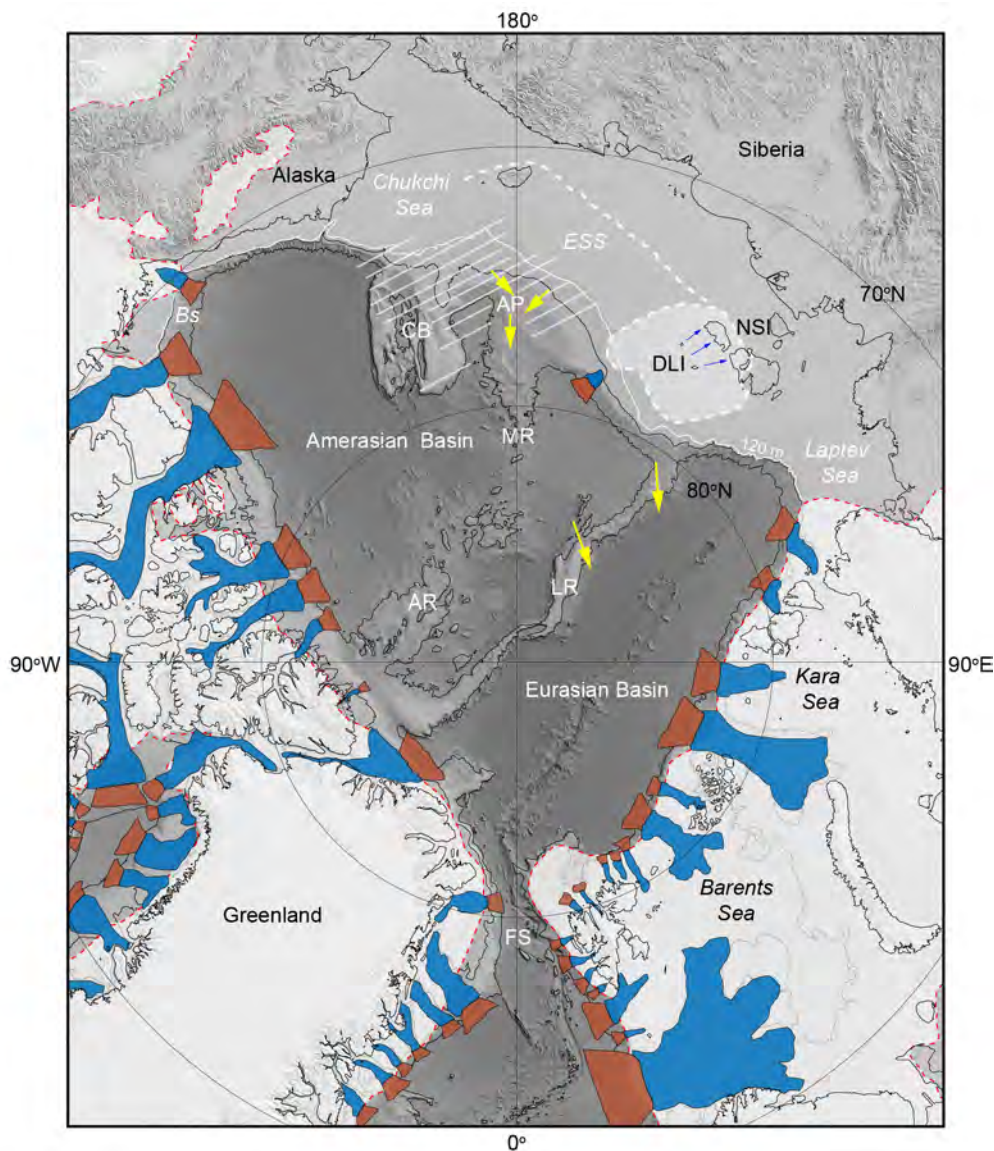 180°
Siberia
Alaska
Chukchi
Sea
ESS
70°N
Bs
AP
NSI
CB
DLI
Amerasian Basin
MR
120 m
Laptev
Sea
80°N
AR
LR
90°W
90°E
Eurasian Basin
Kara
Sea
Barents
Sea
Greenland
FS
0°